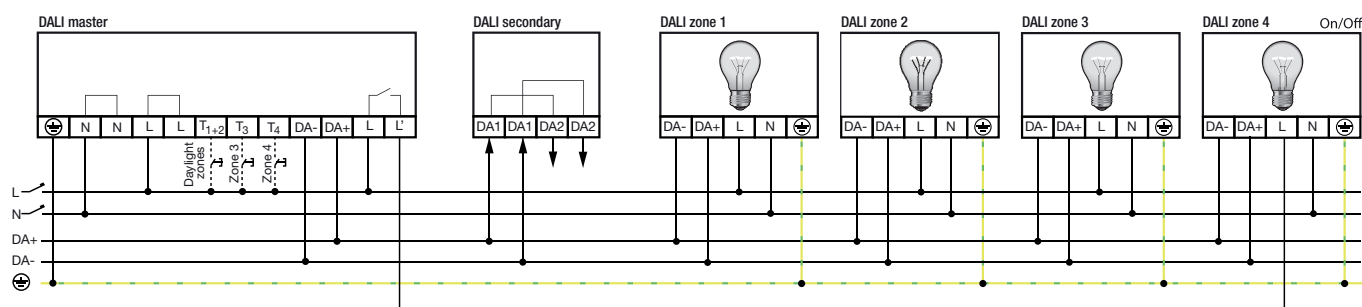 DALI master
DALI secondary
DALI zone 1
DALI zone 2
DALI zone 3
DALI zone 4
On/Off
N N L L T1+2 T3 T4 DA- DA+ L L'
DA1 DA1 DA2 DA2
DA- DA+ L N
DA- DA+ L N
DA- DA+ L N
DA- DA+ L N
Daylight
zones
Zone 3
Zone 4
L
N
DA+
DA-